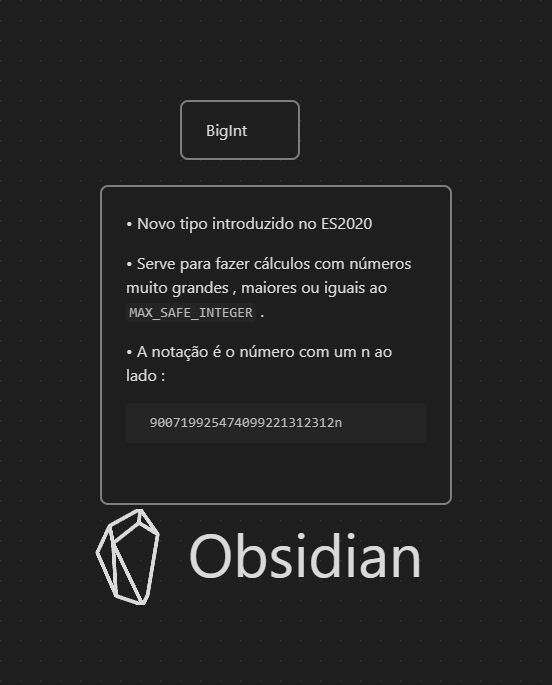 BigInt
• Novo tipo introduzido no ES2020
• Serve para fazer cálculos com números
muito grandes , maiores ou iguais ao
MAX_SAFE_INTEGER .
• A notação é o número com um n ao
lado :
900719925474099221312312n
Obsidian